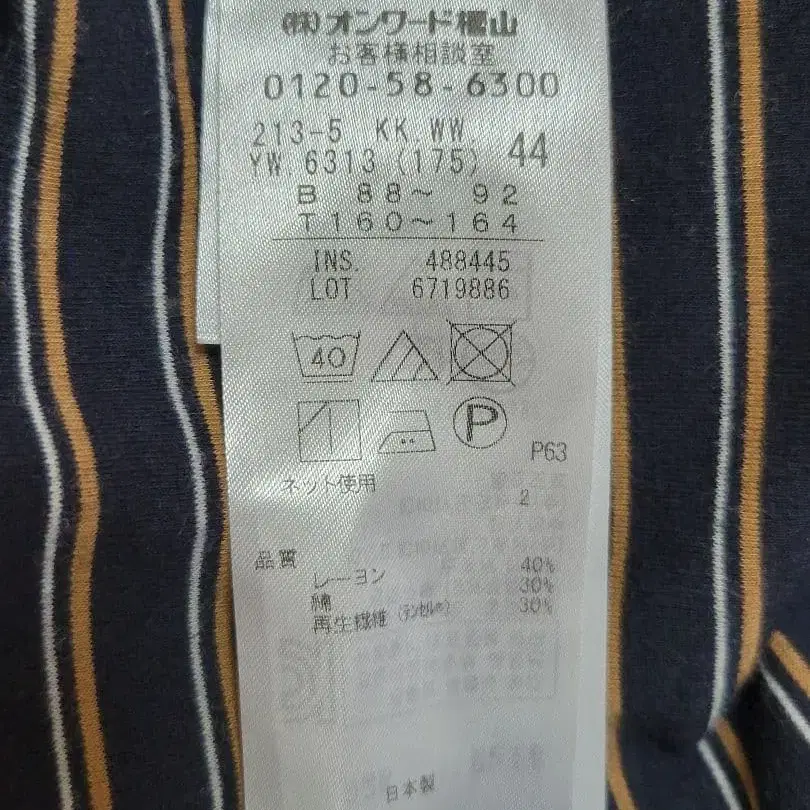 (株)オンワード樫山
お客様相談室
0120-58-6300
213-5 KK.WW.
YW.6313(175) 44
B 88〜 92
T160〜164
INS. 488445
LOT 6719886
40
P
P63
ネット使用
2
品質
レーヨン 40%
綿 30%
再生繊維(テンセル®) 30%
日本製